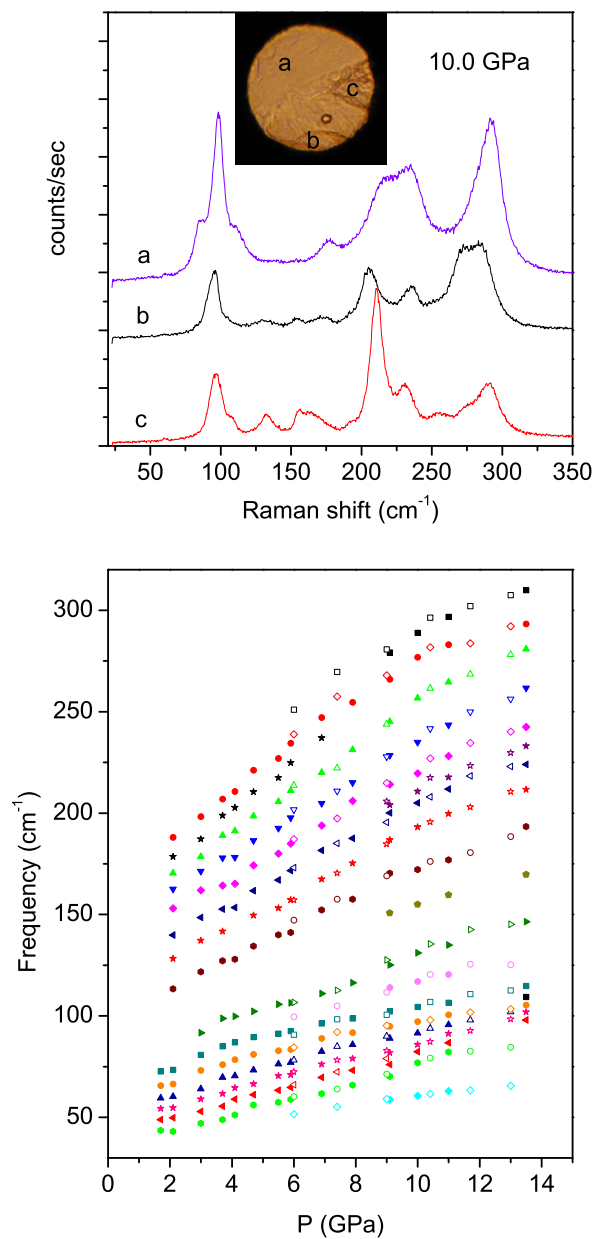 10.0 GPa
a
c
b
counts/sec
a
b
c
50 100 150 200 250 300 350
Raman shift (cm-1)
300
250
200
150
100
50
Frequency (cm-1)
0 2 4 6 8 10 12 14
P (GPa)